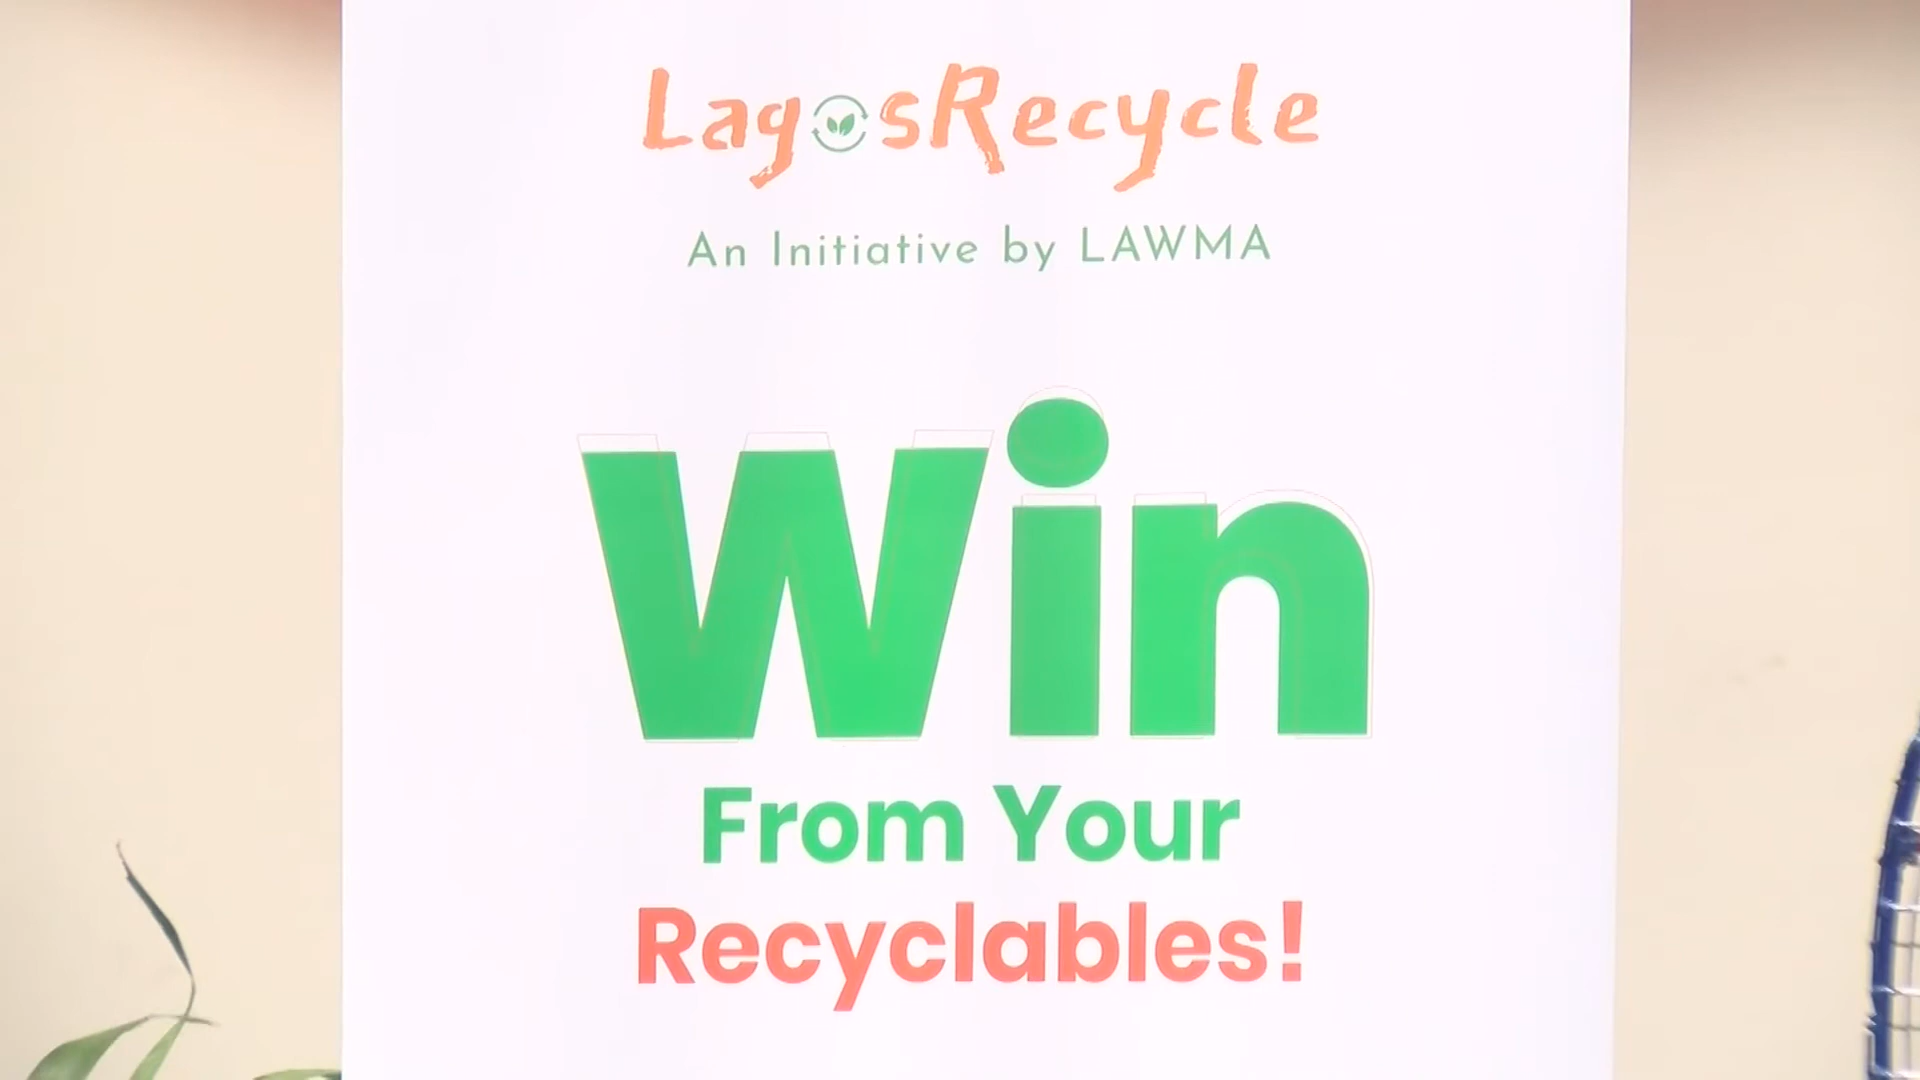 LagosRecycle
An Initiative by LAWMA
Win
From Your
Recyclables!